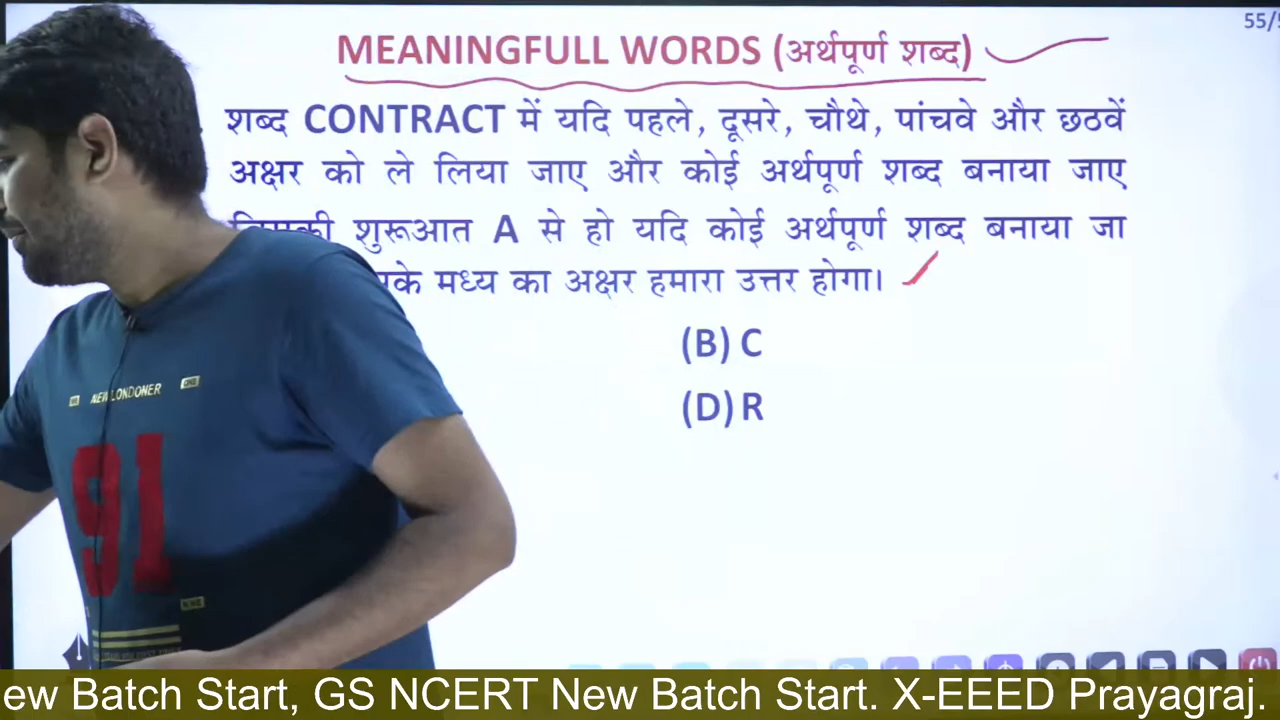 55/
MEANINGFULL WORDS (अर्थपूर्ण शब्द)
शब्द CONTRACT में यदि पहले, दूसरे, चौथे, पांचवे और छठवें
अक्षर को ले लिया जाए और कोई अर्थपूर्ण शब्द बनाया जाए
शुरूआत A से हो यदि कोई अर्थपूर्ण शब्द बनाया जा
के मध्य का अक्षर हमारा उत्तर होगा।
(B) C
(D) R
NEW LONDONER
91
ew Batch Start, GS NCERT New Batch Start. X-EEED Prayagraj.